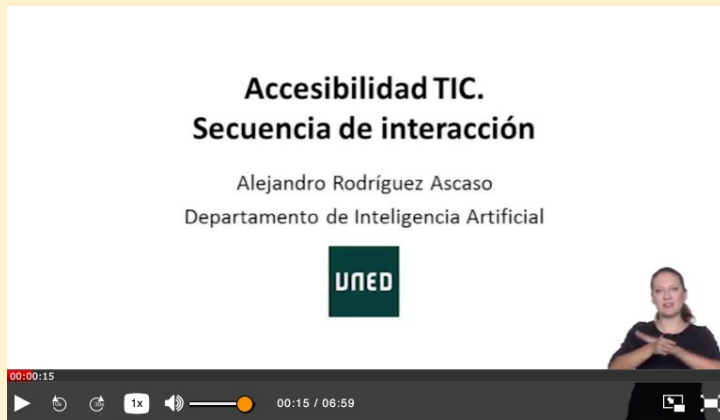 Accesibilidad TIC.
Secuencia de interacción
Alejandro Rodríguez Ascaso
Departamento de Inteligencia Artificial
UNED
00:00:15
1x
00:15 / 06:59